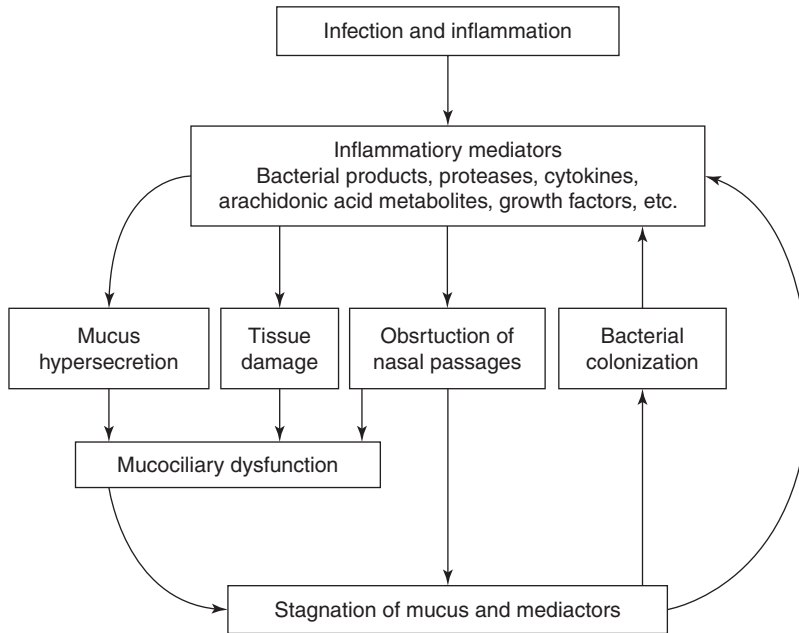 Infection and inflammation
Inflammatiory mediators
Bacterial products, proteases, cytokines,
arachidonic acid metabolites, growth factors, etc.
Mucus
hypersecretion
Tissue
damage
Obsrtuction of
nasal passages
Bacterial
colonization
Mucociliary dysfunction
Stagnation of mucus and mediactors